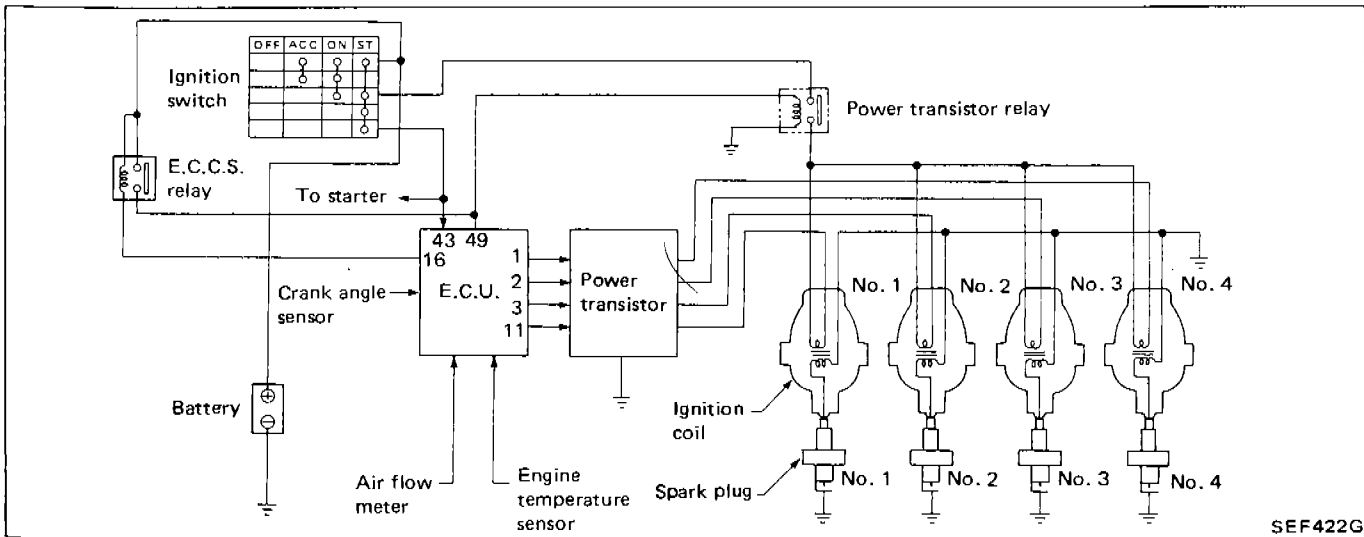 OFF ACC ON ST
Ignition
switch
Power transistor relay
E.C.C.S.
relay
To starter
43 49
16
E.C.U.
1
2
3
11
Power
transistor
Crank angle
sensor
No. 1
No. 2
No. 3
No. 4
Battery
Ignition
coil
Air flow
meter
Engine
temperature
sensor
Spark plug
No. 1
No. 2
No. 3
No. 4
SEF422G